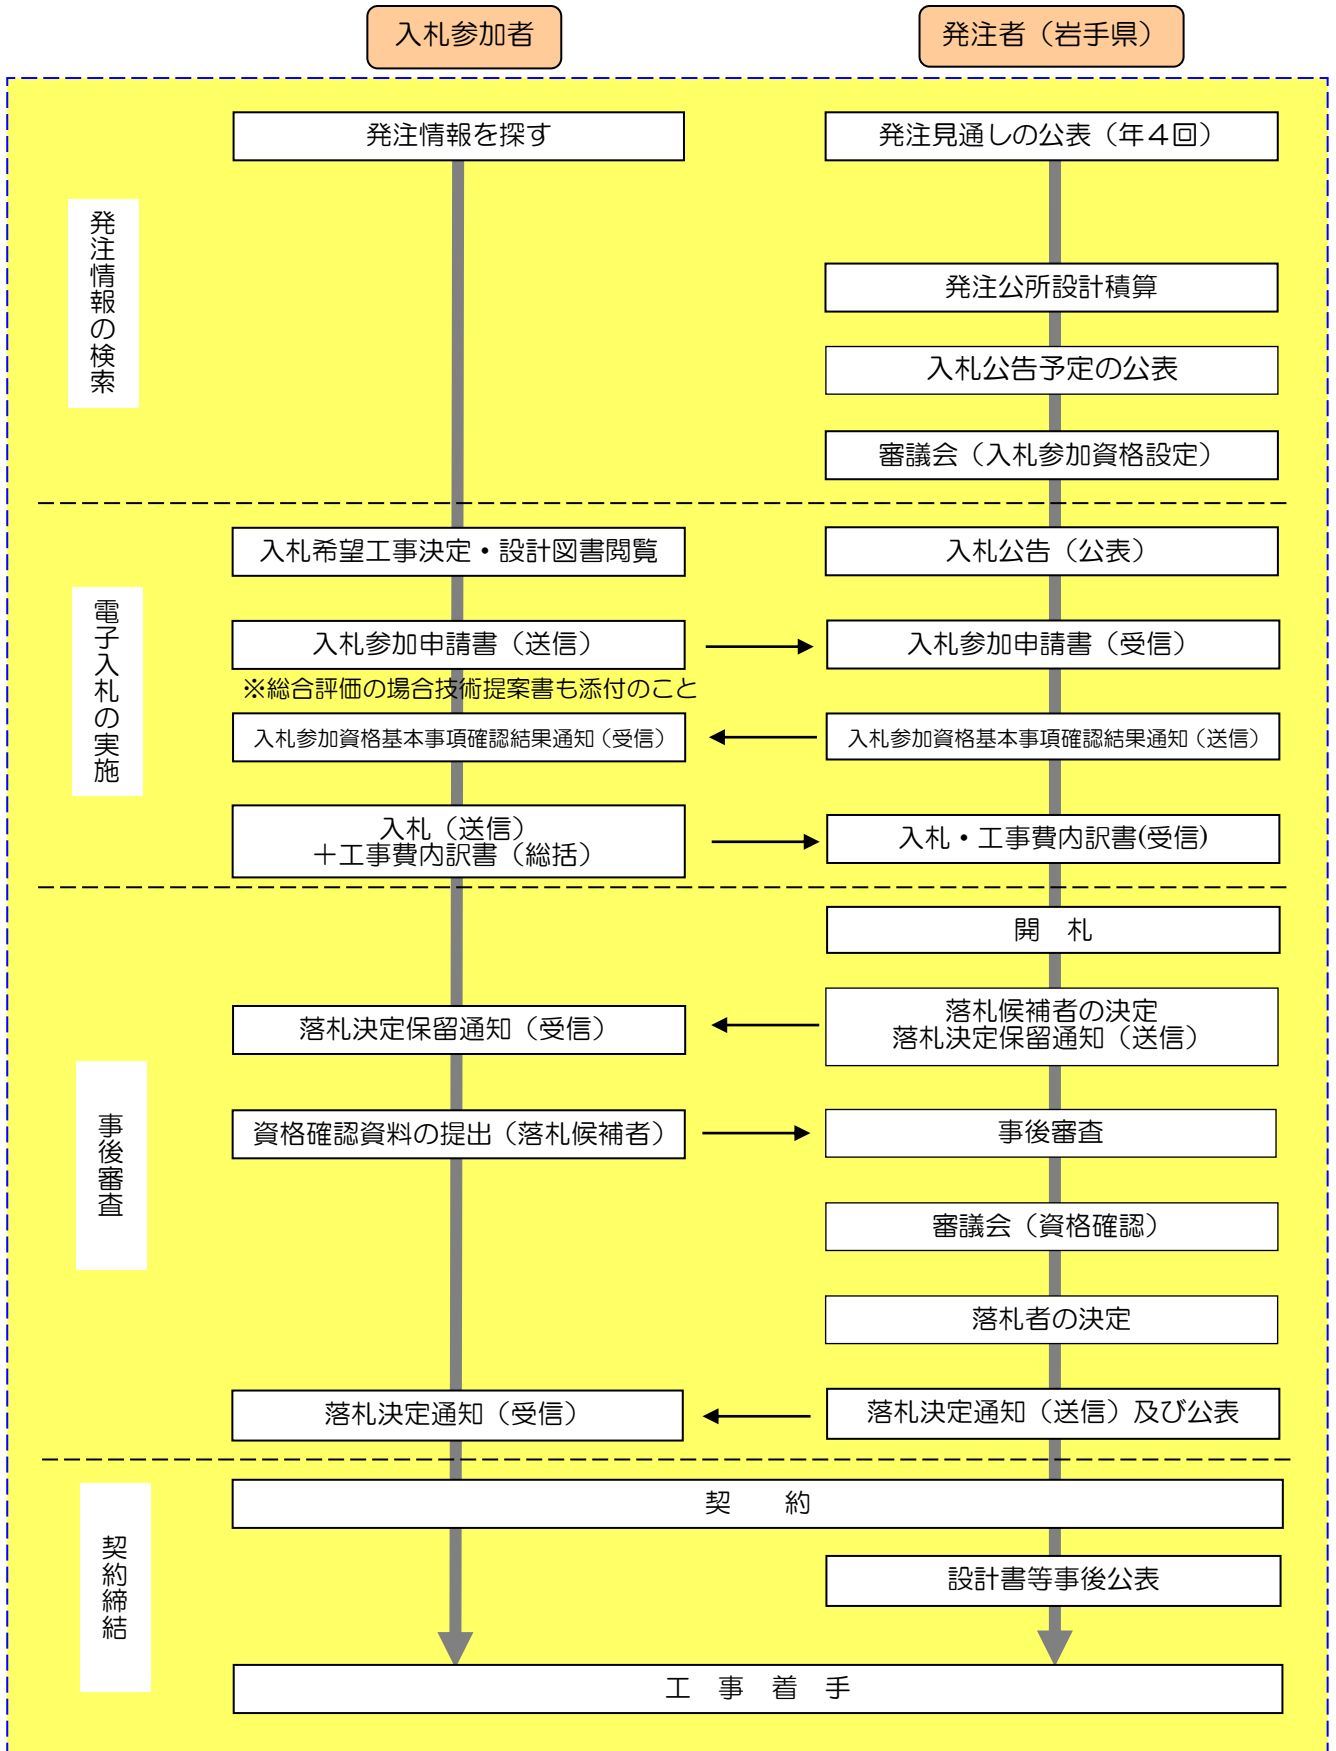 入札参加者
発注者（岩手県）
発注情報の検索
発注情報を探す
発注見通しの公表（年４回）
発注公所設計積算
入札公告予定の公表
審議会（入札参加資格設定）
電子入札の実施
入札希望工事決定・設計図書閲覧
入札公告（公表）
入札参加申請書（送信）
入札参加申請書（受信）
※総合評価の場合技術提案書も添付のこと
入札参加資格基本事項確認結果通知（受信）
入札参加資格基本事項確認結果通知（送信）
入札（送信）
＋工事費内訳書（総括）
入札・工事費内訳書(受信)
事後審査
開　札
落札決定保留通知（受信）
落札候補者の決定
落札決定保留通知（送信）
資格確認資料の提出（落札候補者）
事後審査
審議会（資格確認）
落札者の決定
落札決定通知（受信）
落札決定通知（送信）及び公表
契約締結
契　　約
設計書等事後公表
工　事　着　手